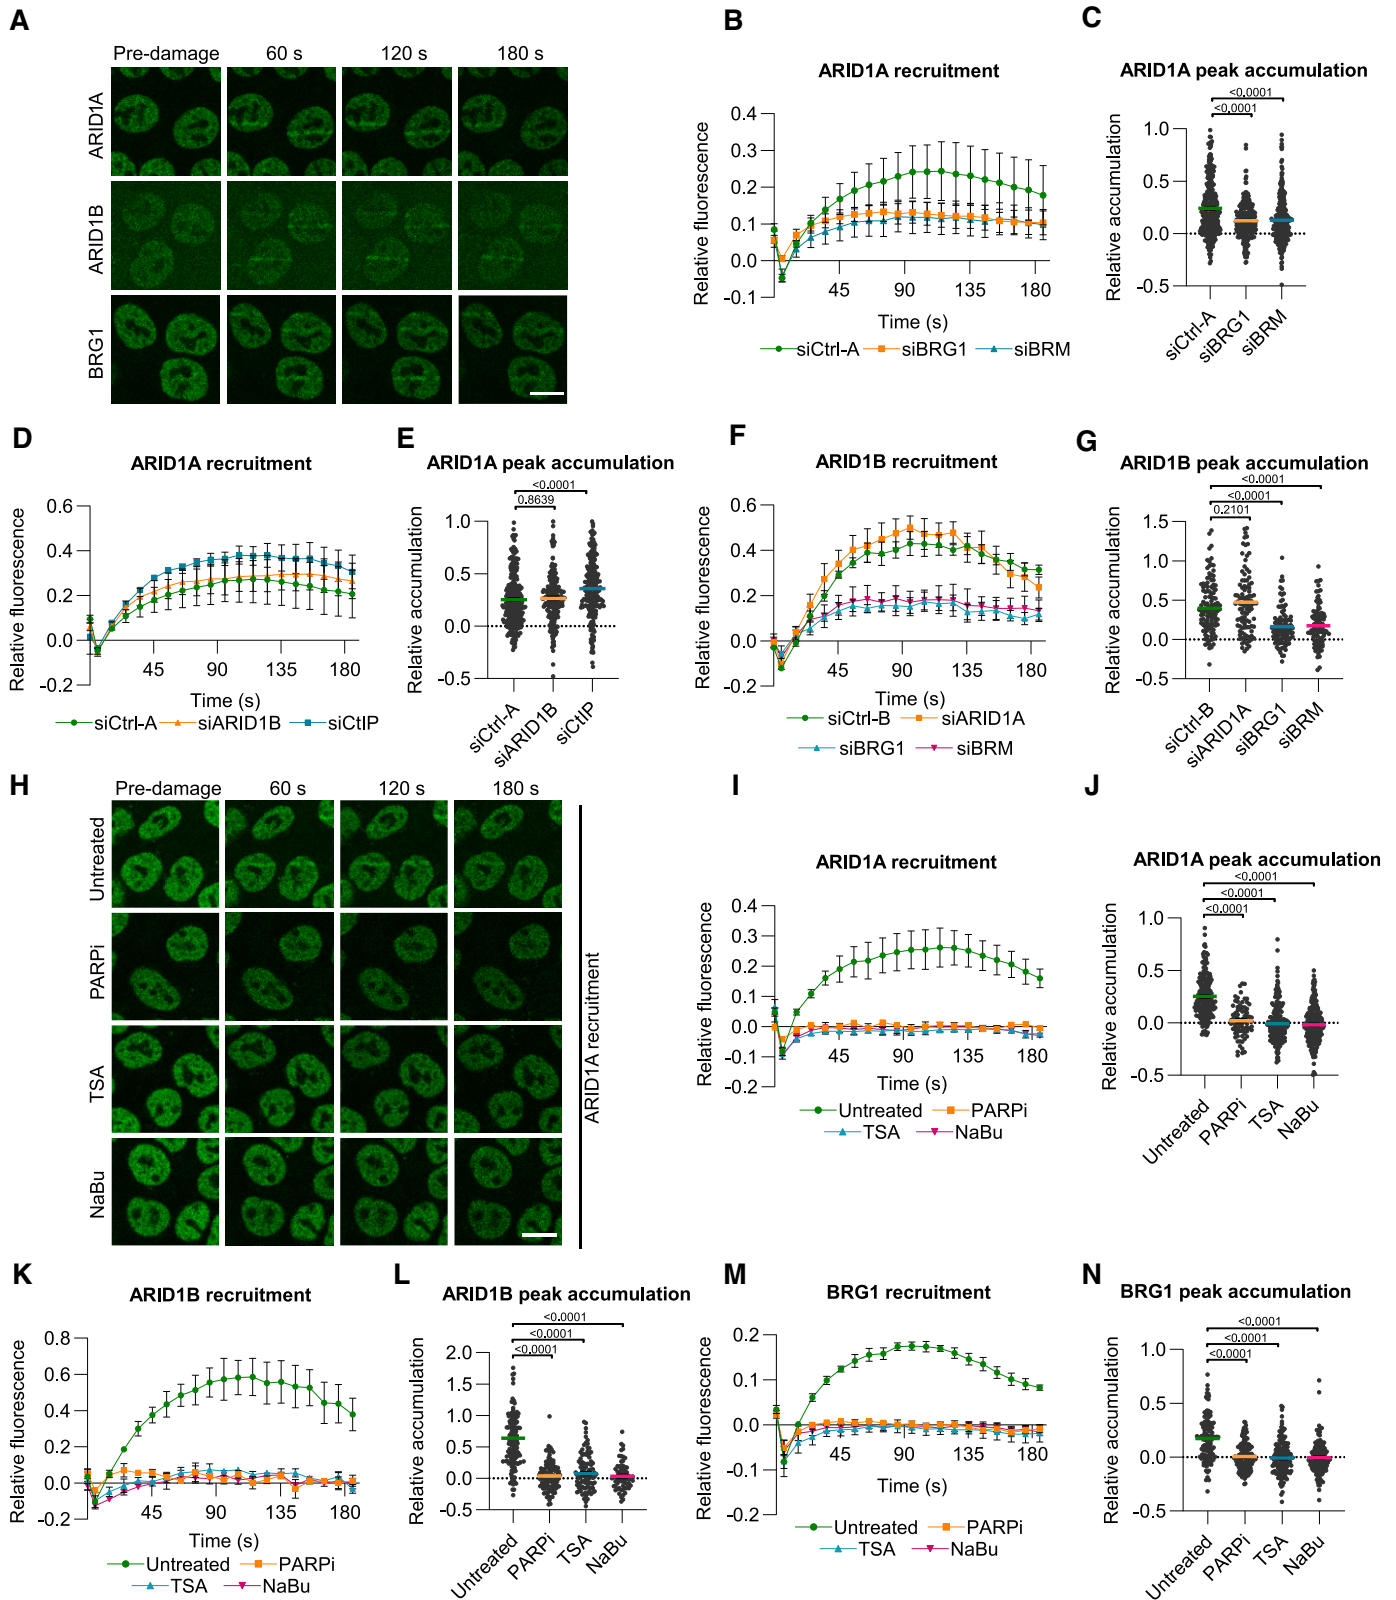 A
Pre-damage 60 s 120 s 180 s
ARID1A
ARID1B
BRG1
B
ARID1A recruitment
Relative fluorescence
0.4
0.3
0.2
0.1
0.0
-0.1
45 90 135 180
Time (s)
siCtrl-A siBRG1 siBRM
C
ARID1A peak accumulation
<0.0001
<0.0001
Relative accumulation
1.0
0.5
0.0
-0.5
siCtrl-A siBRG1 siBRM
D
ARID1A recruitment
Relative fluorescence
0.6
0.4
0.2
0.0
-0.2
45 90 135 180
Time (s)
siCtrl-A siARID1B siCtIP
E
ARID1A peak accumulation
<0.0001
0.8639
Relative accumulation
1.0
0.5
0.0
-0.5
siCtrl-A siARID1B siCtIP
F
ARID1B recruitment
Relative fluorescence
0.6
0.4
0.2
0.0
-0.2
45 90 135 180
Time (s)
siCtrl-B siARID1A
siBRG1 siBRM
G
ARID1B peak accumulation
<0.0001
<0.0001
0.2101
Relative accumulation
1.5
1.0
0.5
0.0
-0.5
siCtrl-B siARID1A siBRG1 siBRM
H
Pre-damage 60 s 120 s 180 s
Untreated
PARPi
TSA
NaBu
ARID1A recruitment
I
ARID1A recruitment
Relative fluorescence
0.4
0.3
0.2
0.1
0.0
-0.1
-0.2
45 90 135 180
Time (s)
Untreated PARPi
TSA NaBu
J
ARID1A peak accumulation
<0.0001
<0.0001
<0.0001
Relative accumulation
1.0
0.5
0.0
-0.5
Untreated PARPi TSA NaBu
K
ARID1B recruitment
Relative fluorescence
0.8
0.6
0.4
0.2
0.0
-0.2
45 90 135 180
Time (s)
Untreated PARPi
TSA NaBu
L
ARID1B peak accumulation
<0.0001
<0.0001
<0.0001
Relative accumulation
2.0
1.5
1.0
0.5
0.0
-0.5
Untreated PARPi TSA NaBu
M
BRG1 recruitment
Relative fluorescence
0.2
0.1
0.0
-0.1
-0.2
45 90 135 180
Time (s)
Untreated PARPi
TSA NaBu
N
BRG1 peak accumulation
<0.0001
<0.0001
<0.0001
Relative accumulation
1.0
0.5
0.0
-0.5
Untreated PARPi TSA NaBu